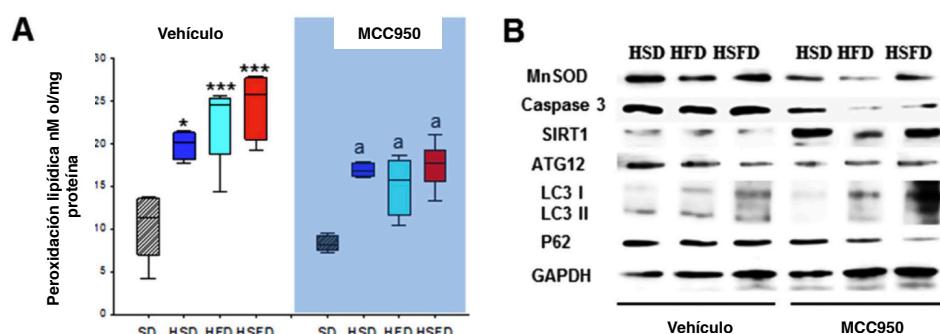 A
Vehículo
MCC950
Peroxidación lipídica nM ol/mg
proteína
30
25
20
15
10
5
0
*
***
***
a
a
a
SD HSD HFD HSFD
SD HSD HFD HSFD
B
HSD HFD HSFD
HSD HFD HSFD
MnSOD
Caspase 3
SIRT1
ATG12
LC3 I
LC3 II
P62
GAPDH
Vehículo
MCC950